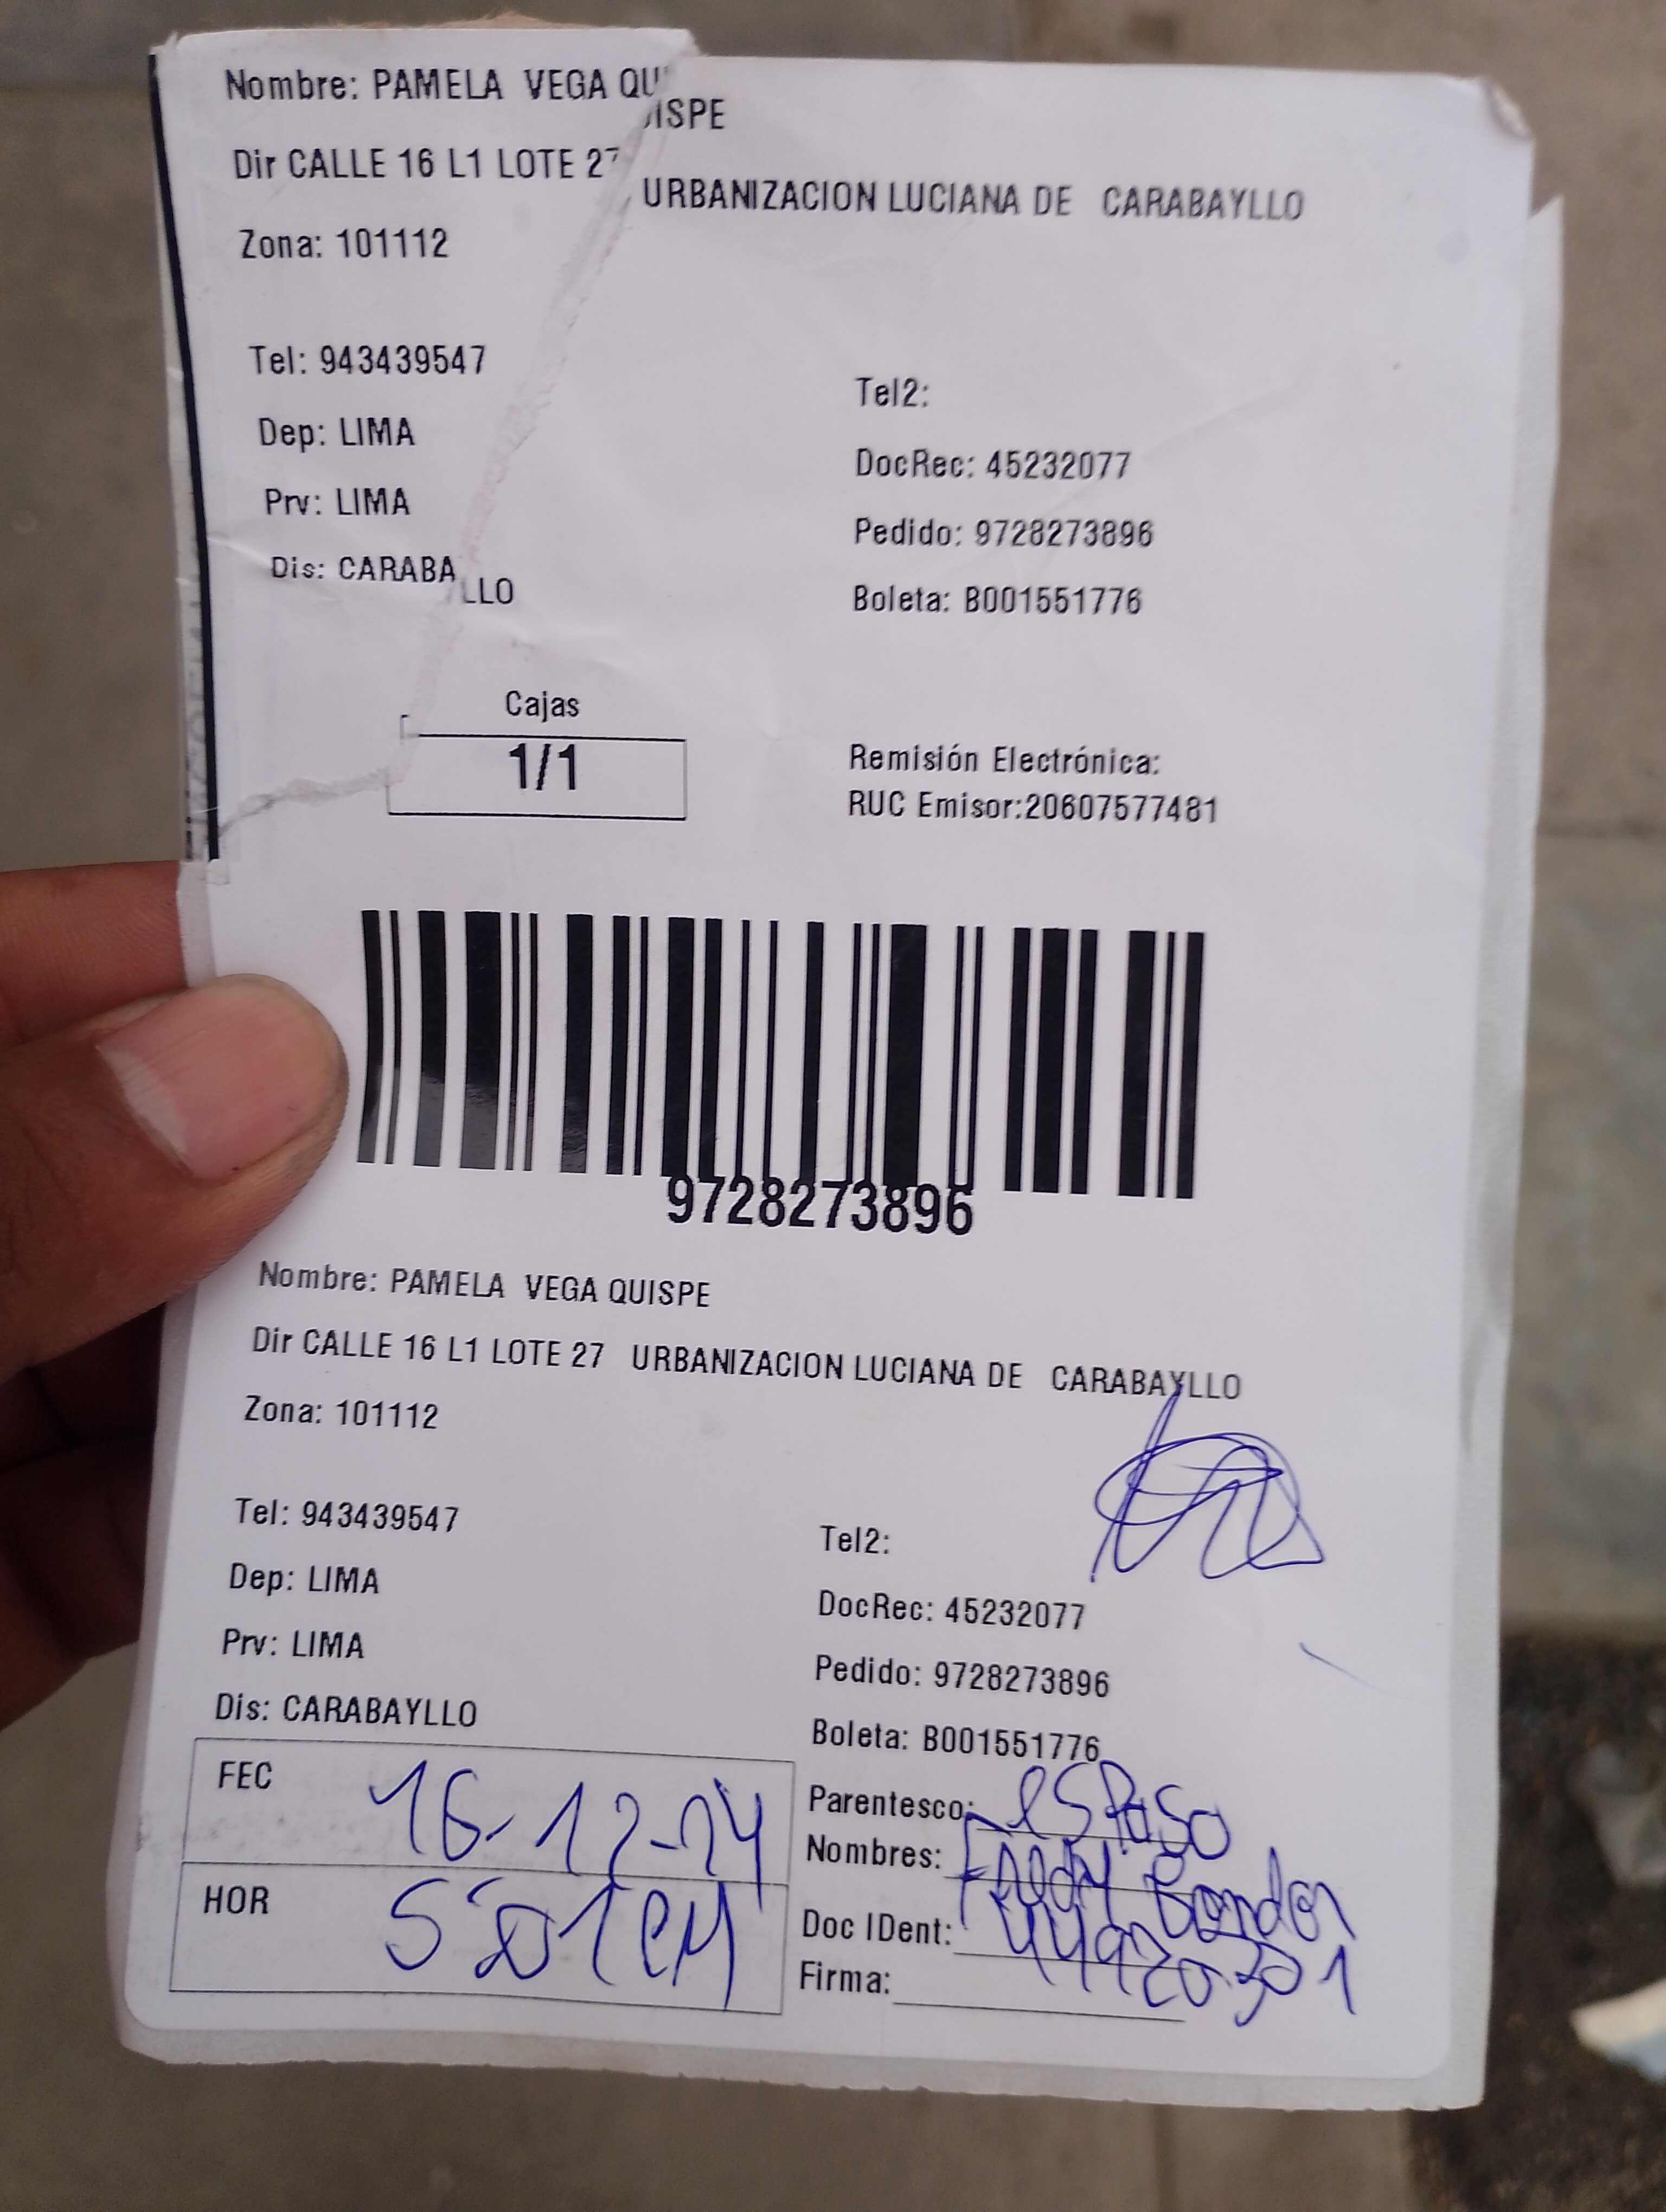 Nombre: PAMELA VEGA QUISPE
Dir CALLE 16 L1 LOTE 27 URBANIZACION LUCIANA DE CARABAYLLO
Zona: 101112
Tel: 943439547
Tel2:
Dep: LIMA
DocRec: 45232077
Prv: LIMA
Pedido: 9728273896
Dis: CARABA LLO
Boleta: B001551776
Cajas
1/1
Remisión Electrónica:
RUC Emisor:20607577481
9728273896
Nombre: PAMELA VEGA QUISPE
Dir CALLE 16 L1 LOTE 27 URBANIZACION LUCIANA DE CARABAYLLO
Zona: 101112
Tel: 943439547
Tel2:
Dep: LIMA
DocRec: 45232077
Prv: LIMA
Pedido: 9728273896
Dis: CARABAYLLO
Boleta: B001551776
FEC 16-12-24
Parentesco: esposo
Nombres: Fredy
HOR
Doc IDent: 44920301
Firma: